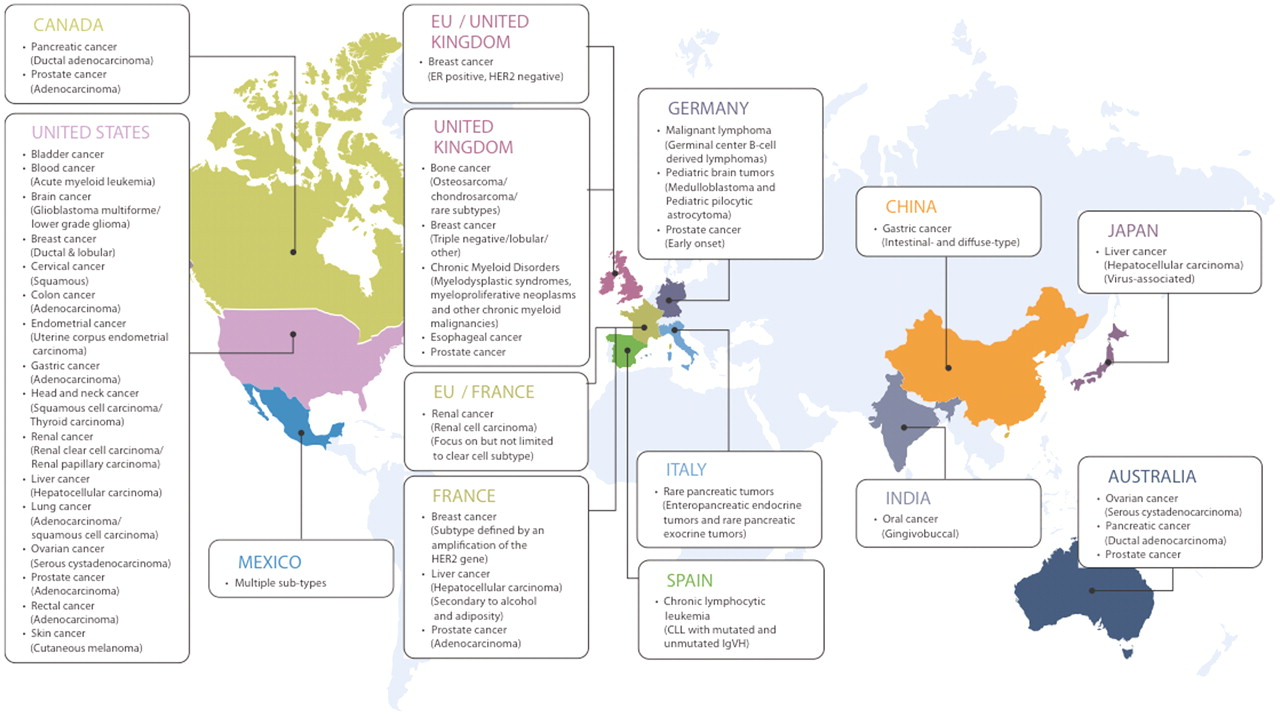 CANADA
• Pancreatic cancer
(Ductal adenocarcinoma)
• Prostate cancer
(Adenocarcinoma)
UNITED STATES
• Bladder cancer
• Blood cancer
(Acute myeloid leukemia)
• Brain cancer
(Glioblastoma multiforme/
lower grade glioma)
• Breast cancer
(Ductal & lobular)
• Cervical cancer
(Squamous)
• Colon cancer
(Adenocarcinoma)
• Endometrial cancer
(Uterine corpus endometrial
carcinoma)
• Gastric cancer
(Adenocarcinoma)
• Head and neck cancer
(Squamous cell carcinoma/
Thyroid carcinoma)
• Renal cancer
(Renal clear cell carcinoma/
Renal papillary carcinoma)
• Liver cancer
(Hepatocellular carcinoma)
• Lung cancer
(Adenocarcinoma/
squamous cell carcinoma)
• Ovarian cancer
(Serous cystadenocarcinoma)
• Prostate cancer
(Adenocarcinoma)
• Rectal cancer
(Adenocarcinoma)
• Skin cancer
(Cutaneous melanoma)
MEXICO
• Multiple sub-types
EU / UNITED
KINGDOM
• Breast cancer
(ER positive, HER2 negative)
UNITED
KINGDOM
• Bone cancer
(Osteosarcoma/
chondrosarcoma/
rare subtypes)
• Breast cancer
(Triple negative/lobular/
other)
• Chronic Myeloid Disorders
(Myelodysplastic syndromes,
myeloproliferative neoplasms
and other chronic myeloid
malignancies)
• Esophageal cancer
• Prostate cancer
EU / FRANCE
• Renal cancer
(Renal cell carcinoma)
(Focus on but not limited
to clear cell subtype)
FRANCE
• Breast cancer
(Subtype defined by an
amplification of the
HER2 gene)
• Liver cancer
(Hepatocellular carcinoma)
(Secondary to alcohol
and adiposity)
• Prostate cancer
(Adenocarcinoma)
GERMANY
• Malignant lymphoma
(Germinal center B-cell
derived lymphomas)
• Pediatric brain tumors
(Medulloblastoma and
Pediatric pilocytic
astrocytoma)
• Prostate cancer
(Early onset)
ITALY
• Rare pancreatic tumors
(Enteropancreatic endocrine
tumors and rare pancreatic
exocrine tumors)
SPAIN
• Chronic lymphocytic
leukemia
(CLL with mutated and
unmutated IgVH)
CHINA
• Gastric cancer
(Intestinal- and diffuse-type)
JAPAN
• Liver cancer
(Hepatocellular carcinoma)
(Virus-associated)
INDIA
• Oral cancer
(Gingivobuccal)
AUSTRALIA
• Ovarian cancer
(Serous cystadenocarcinoma)
• Pancreatic cancer
(Ductal adenocarcinoma)
• Prostate cancer